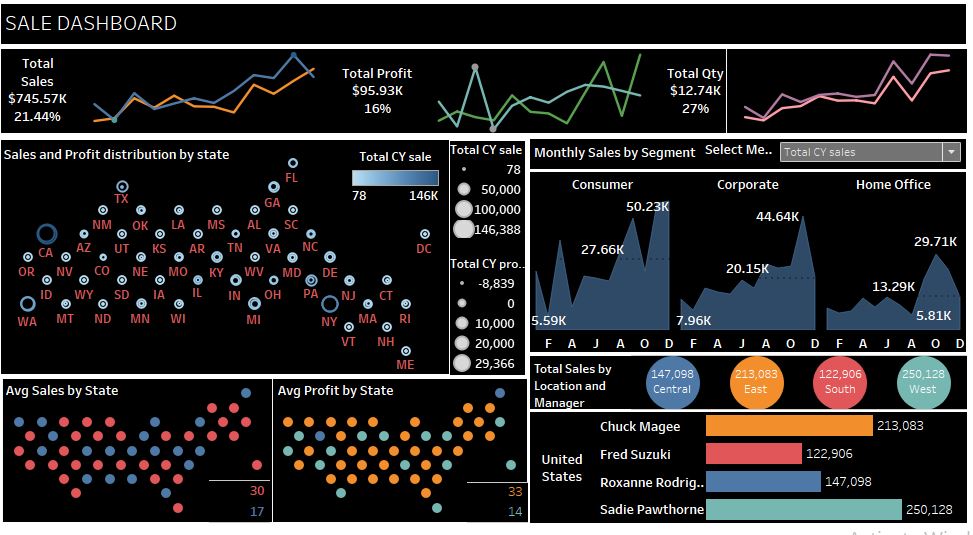 SALE DASHBOARD
Total
Sales
$745.57K
21.44%
Total Profit
$95.93K
16%
Total Qty
$12.74K
27%
Sales and Profit distribution by state
Total CY sale
78 146K
FL
TX
GA
NM OK LA MS AL SC
CA AZ UT KS AR TN VA NC DC
OR NV CO NE MO KY WV MD DE
ID WY SD IA IL IN OH PA NJ CT
WA MT ND MN WI MI NY MA RI
VT NH
ME
Total CY sale
78
50,000
100,000
146,388
Total CY pro..
-8,839
0
10,000
20,000
29,366
Monthly Sales by Segment
Select Me..
Total CY sales
Consumer Corporate Home Office
50.23K
27.66K
5.59K
44.64K
20.15K
7.96K
29.71K
13.29K
5.81K
F A J A O D F A J A O D F A J A O D
Avg Sales by State
30
17
Avg Profit by State
33
14
Total Sales by
Location and
Manager
147,098
Central
213,083
East
122,906
South
250,128
West
United
States
Chuck Magee 213,083
Fred Suzuki 122,906
Roxanne Rodrig.. 147,098
Sadie Pawthorne 250,128